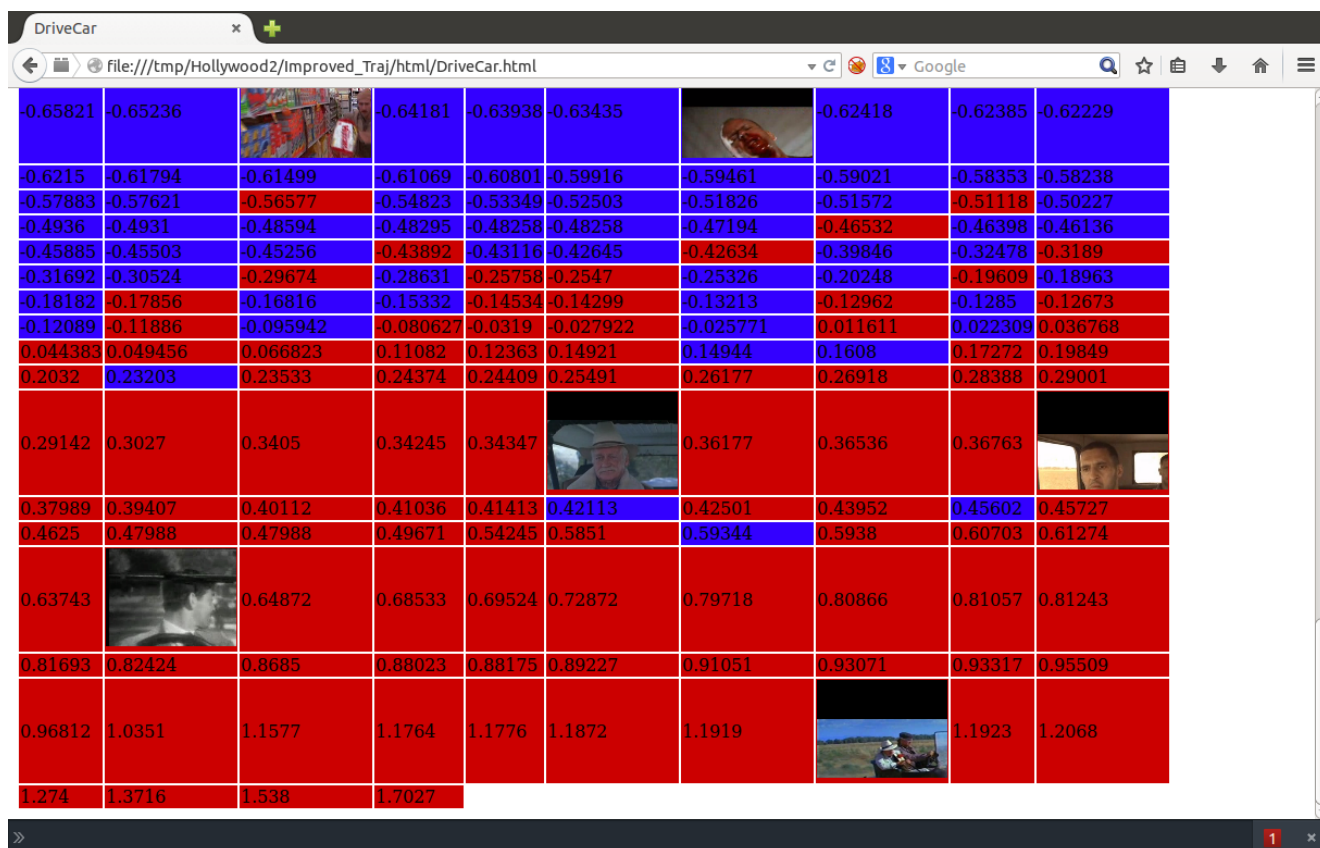 DriveCar
file:///tmp/Hollywood2/Improved_Traj/html/DriveCar.html
Google
-0.65821 -0.65236 -0.64181 -0.63938 -0.63435 -0.62418 -0.62385 -0.62229
-0.6215 -0.61794 -0.61499 -0.61069 -0.60801 -0.59916 -0.59461 -0.59021 -0.58353 -0.58238
-0.57883 -0.57621 -0.56577 -0.54823 -0.53349 -0.52503 -0.51826 -0.51572 -0.51118 -0.50227
-0.4936 -0.4931 -0.48594 -0.48295 -0.48258 -0.48258 -0.47194 -0.46532 -0.46398 -0.46136
-0.45885 -0.45503 -0.45256 -0.43892 -0.43116 -0.42645 -0.42634 -0.39846 -0.32478 -0.3189
-0.31692 -0.30524 -0.29674 -0.28631 -0.25758 -0.2547 -0.25326 -0.20248 -0.19609 -0.18963
-0.18182 -0.17856 -0.16816 -0.15332 -0.14534 -0.14299 -0.13213 -0.12962 -0.1285 -0.12673
-0.12089 -0.11886 -0.095942 -0.080627 -0.0319 -0.027922 -0.025771 0.011611 0.022309 0.036768
0.044383 0.049456 0.066823 0.11082 0.12363 0.14921 0.14944 0.1608 0.17272 0.19849
0.2032 0.23203 0.23533 0.24374 0.24409 0.25491 0.26177 0.26918 0.28388 0.29001
0.29142 0.3027 0.3405 0.34245 0.34347 0.36177 0.36536 0.36763
0.37989 0.39407 0.40112 0.41036 0.41413 0.42113 0.42501 0.43952 0.45602 0.45727
0.4625 0.47988 0.47988 0.49671 0.54245 0.5851 0.59344 0.5938 0.60703 0.61274
0.63743 0.64872 0.68533 0.69524 0.72872 0.79718 0.80866 0.81057 0.81243
0.81693 0.82424 0.8685 0.88023 0.88175 0.89227 0.91051 0.93071 0.93317 0.95509
0.96812 1.0351 1.1577 1.1764 1.1776 1.1872 1.1919 1.1923 1.2068
1.274 1.3716 1.538 1.7027
1